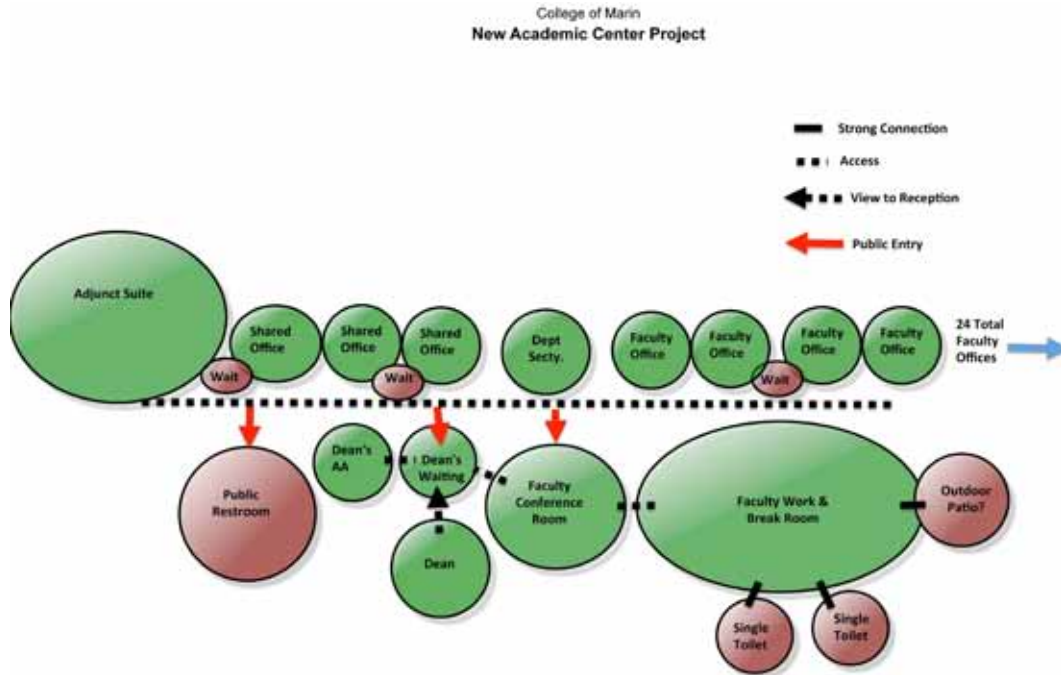 College of Marin
New Academic Center Project
Strong Connection
Access
View to Reception
Public Entry
Adjunct Suite
Shared
Office
Shared
Office
Shared
Office
Dept
Secty.
Faculty
Office
Faculty
Office
Faculty
Office
Faculty
Office
24 Total
Faculty
Offices
Wait
Wait
Wait
Dean's
AA
Dean's
Waiting
Public
Restroom
Faculty
Conference
Room
Faculty Work &
Break Room
Outdoor
Patio?
Dean
Single
Toilet
Single
Toilet